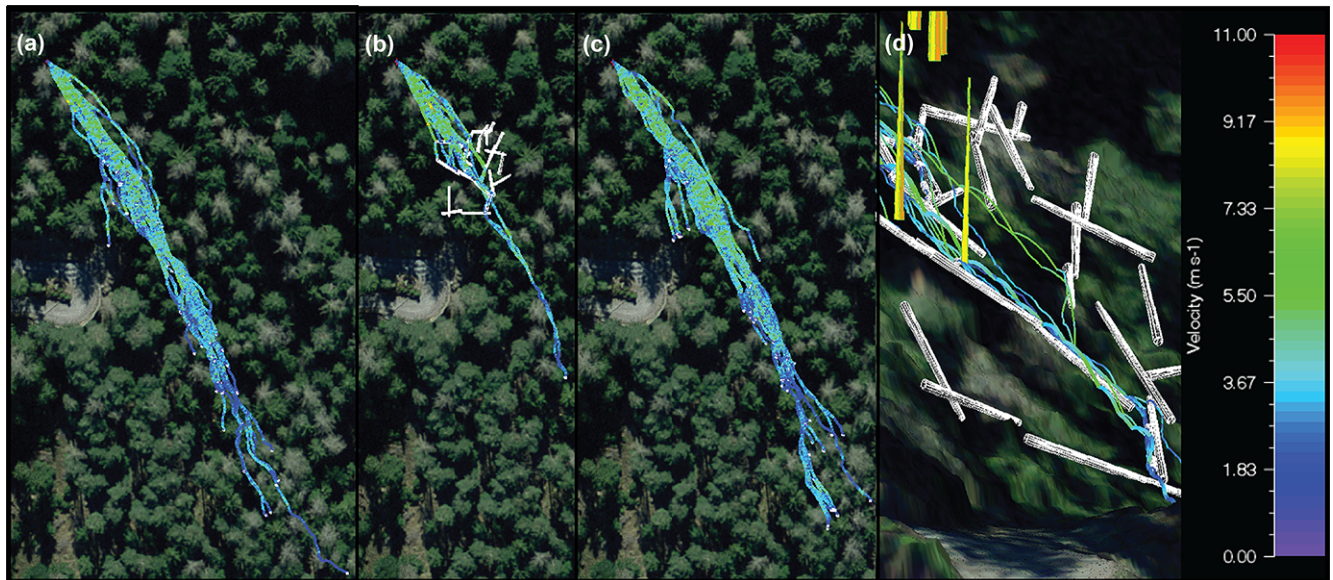 (a)
(b)
(c)
(d)
11.00
9.17
7.33
5.50
3.67
1.83
0.00
Velocity (m s-1)